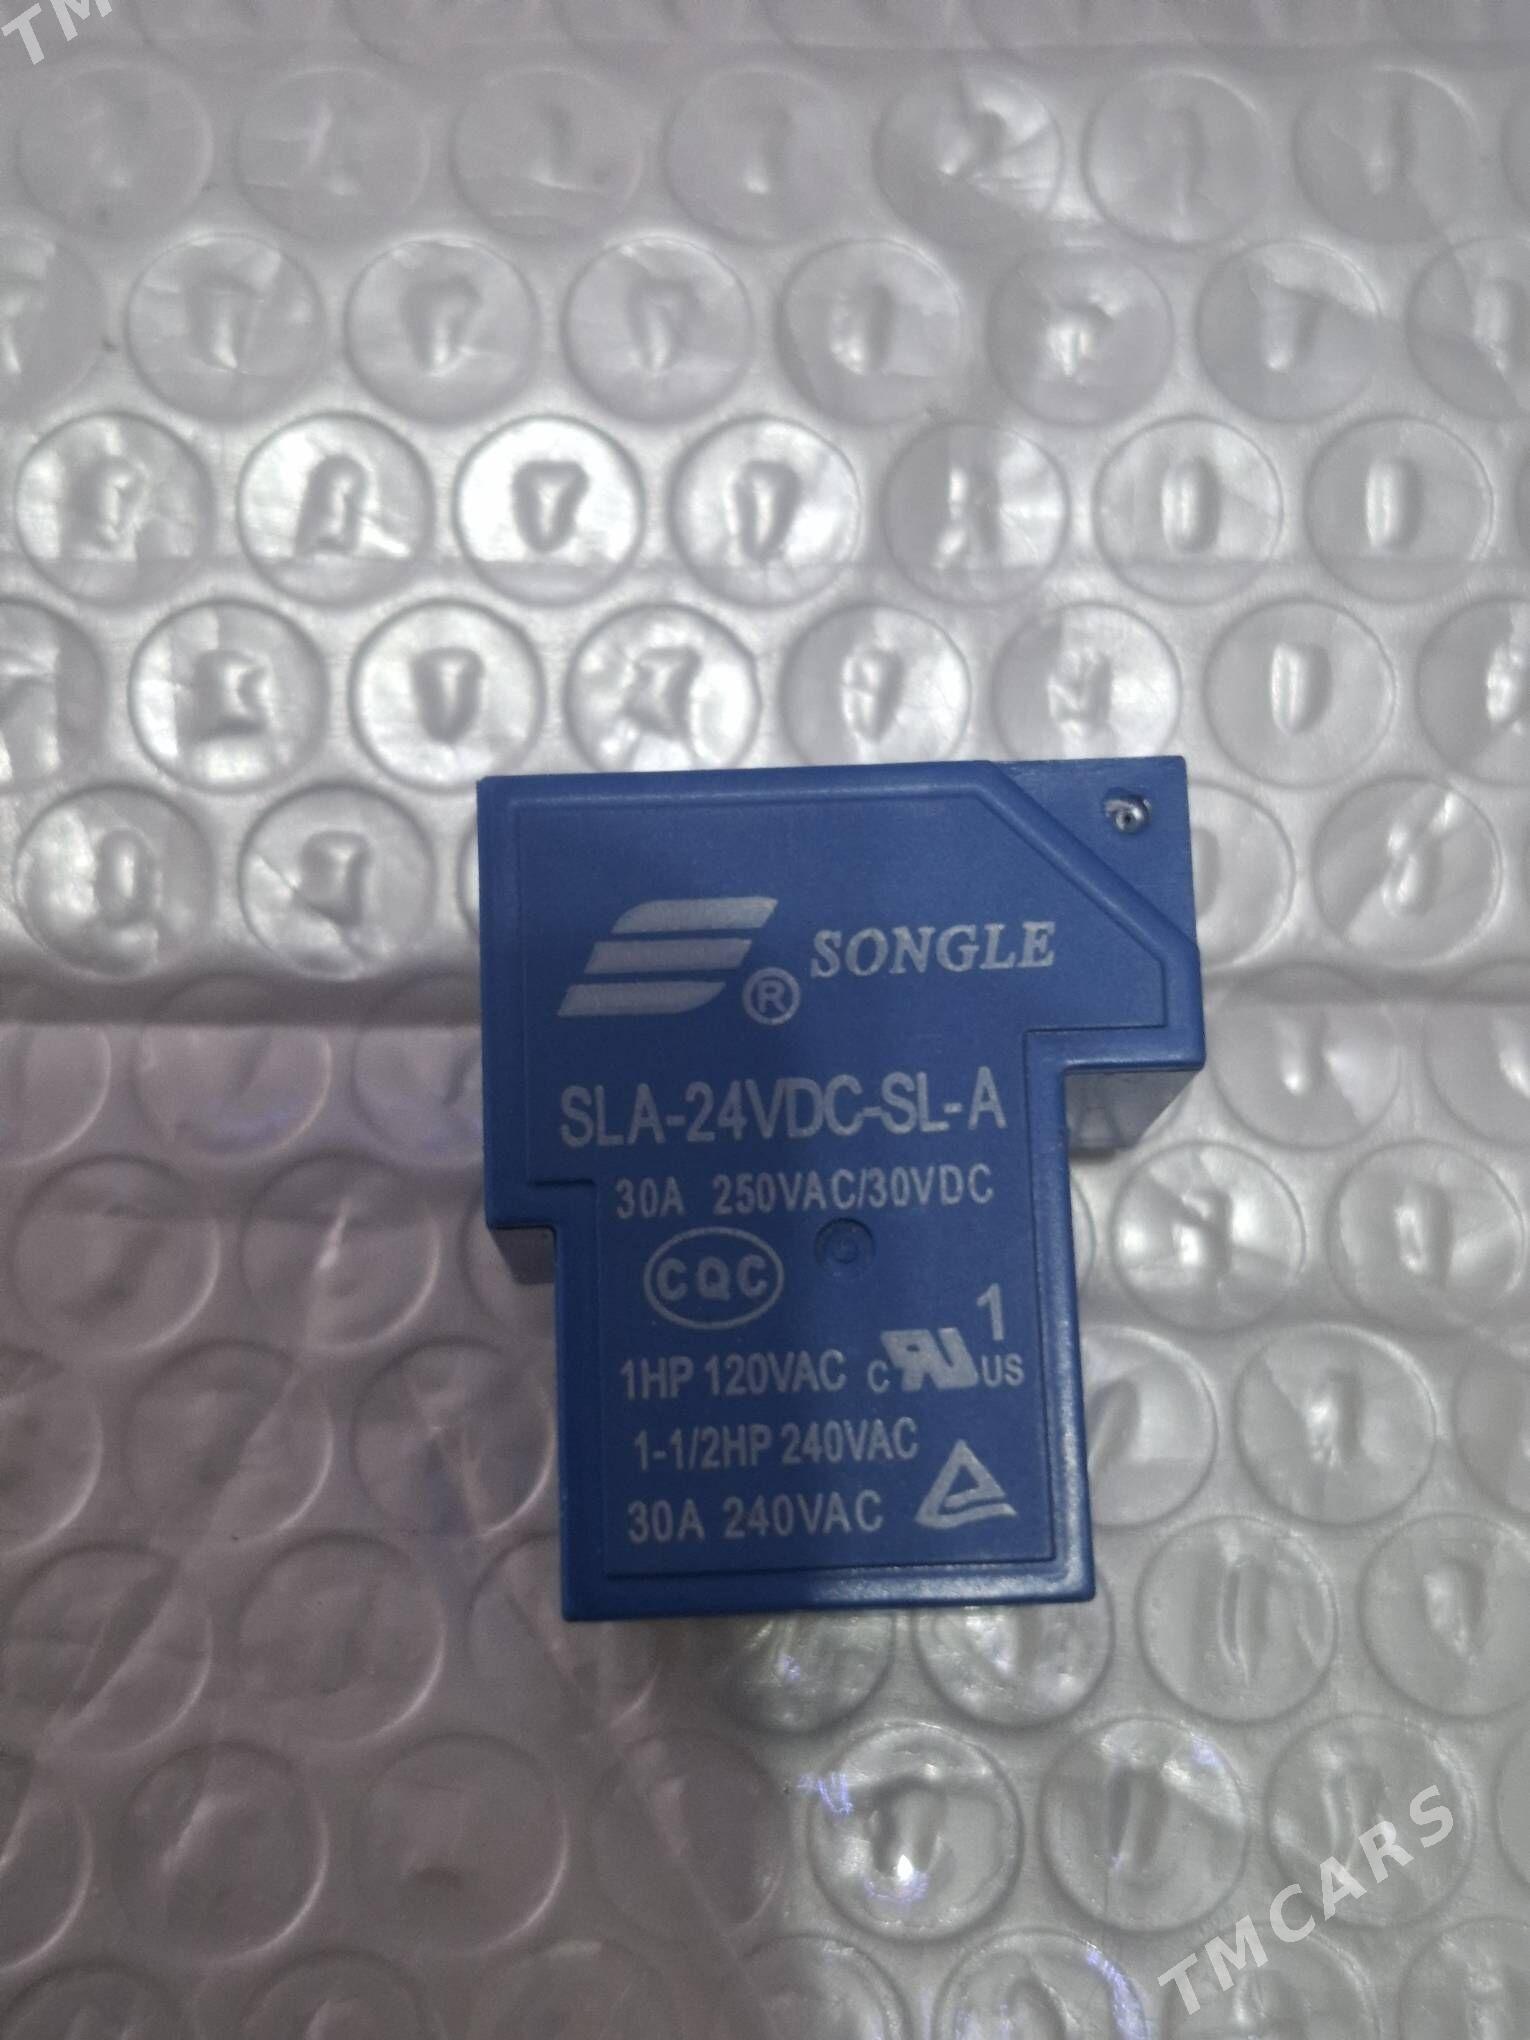 TM
® SONGLE
SLA-24VDC-SL-A
30A 250VAC/30VDC
CQC
1
1HP 120VAC C RU US
1-1/2HP 240VAC
30A 240VAC
TMCARS